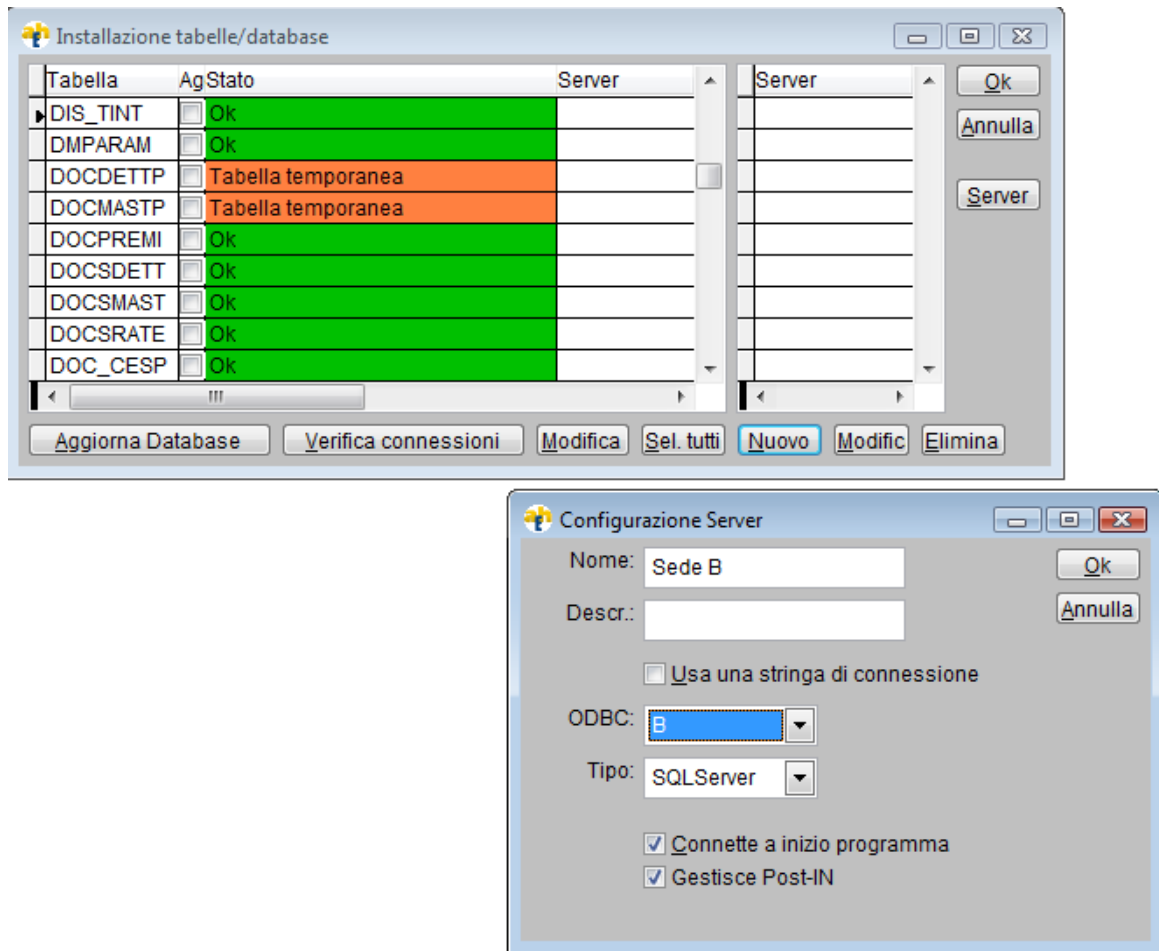 Installazione tabelle/database
Tabella Ag Stato Server Server Ok
DIS_TINT Ok
DMPARAM Ok Annulla
DOCDETTP Tabella temporanea
DOCMASTP Tabella temporanea Server
DOCPREMI Ok
DOCSDETT Ok
DOCSMAST Ok
DOCSRATE Ok
DOC_CESP Ok
Aggiorna Database Verifica connessioni Modifica Sel. tutti Nuovo Modific Elimina
Configurazione Server
Nome: Sede B Ok
Descr.: Annulla
Usa una stringa di connessione
ODBC: B
Tipo: SQLServer
Connette a inizio programma
Gestisce Post-IN